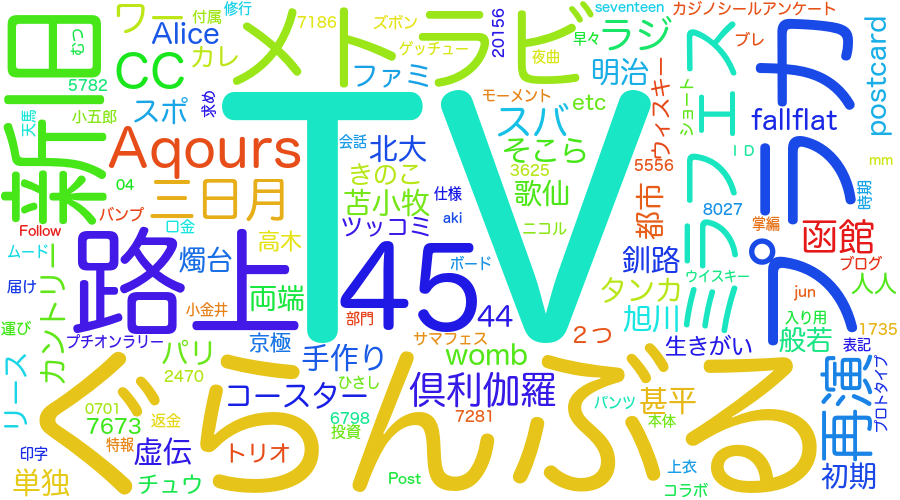 新旧
TV
ぐらんぶる
路上
45
メトラビ
プラカ
ミラフェス
Aqours
CC
三日月
再演
函館
Alice
ワー
カレ
付属
修行
7186
ズボン
ゲッチュー
20156
seventeen
早々
夜曲
ラジ
カジノシールアンケート
ブレ
postcard
むつ
5782
小五郎
天馬
スポ
求め
ファミ
モーメント
明治
etc
ショート
ウィスキー
fallflat
ＩＤ
mm
04
バンプ
Follow
会話
北大
きのこ
苫小牧
仕様
ツッコミ
aki
スバ
そこら
3625
歌仙
ニコル
5556
都市
8027
掌編
時期
ムード
口金
高木
燭台
両端
小金井
部門
ボード
44
釧路
タンカ
旭川
ウイスキー
jun
ブログ
人人
届け
カントリー
運び
プチオンラリー
京極
サマフェス
２つ
入り用
般若
1735
表記
リース
パリ
2470
手作り
womb
生きがい
コースター
ひさし
倶利伽羅
プロトタイプ
0701
7673
返金
6798
投資
7281
パンツ
甚平
本体
特報
虚伝
トリオ
印字
単独
チュウ
Post
上衣
コラボ
初期